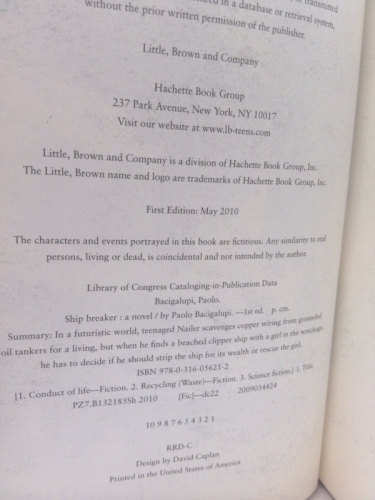 in a database or retrieval system,
without the prior written permission of the publisher.
Little, Brown and Company
Hachette Book Group
237 Park Avenue, New York, NY 10017
Visit our website at www.lb-teens.com
Little, Brown and Company is a division of Hachette Book Group, Inc.
The Little, Brown name and logo are trademarks of Hachette Book Group, Inc.
First Edition: May 2010
The characters and events portrayed in this book are fictitious. Any similarity to real
persons, living or dead, is coincidental and not intended by the author.
Library of Congress Cataloging-in-Publication Data
Bacigalupi, Paolo.
Ship breaker : a novel / by Paolo Bacigalupi. —1st ed. p. cm.
Summary: In a futuristic world, teenaged Nailer scavenges copper wiring from grounded
oil tankers for a living, but when he finds a beached clipper ship with a girl in the wreckage,
he has to decide if he should strip the ship for its wealth or rescue the girl.
ISBN 978-0-316-05621-2
[1. Conduct of life—Fiction. 2. Recycling (Waste)—Fiction. 3. Science fiction.] I. Title.
PZ7.B132185Sh 2010 [Fic]—dc22 2009034424
10 9 8 7 6 5 4 3 2 1
RRD-C
Design by David Caplan
Printed in the United States of America